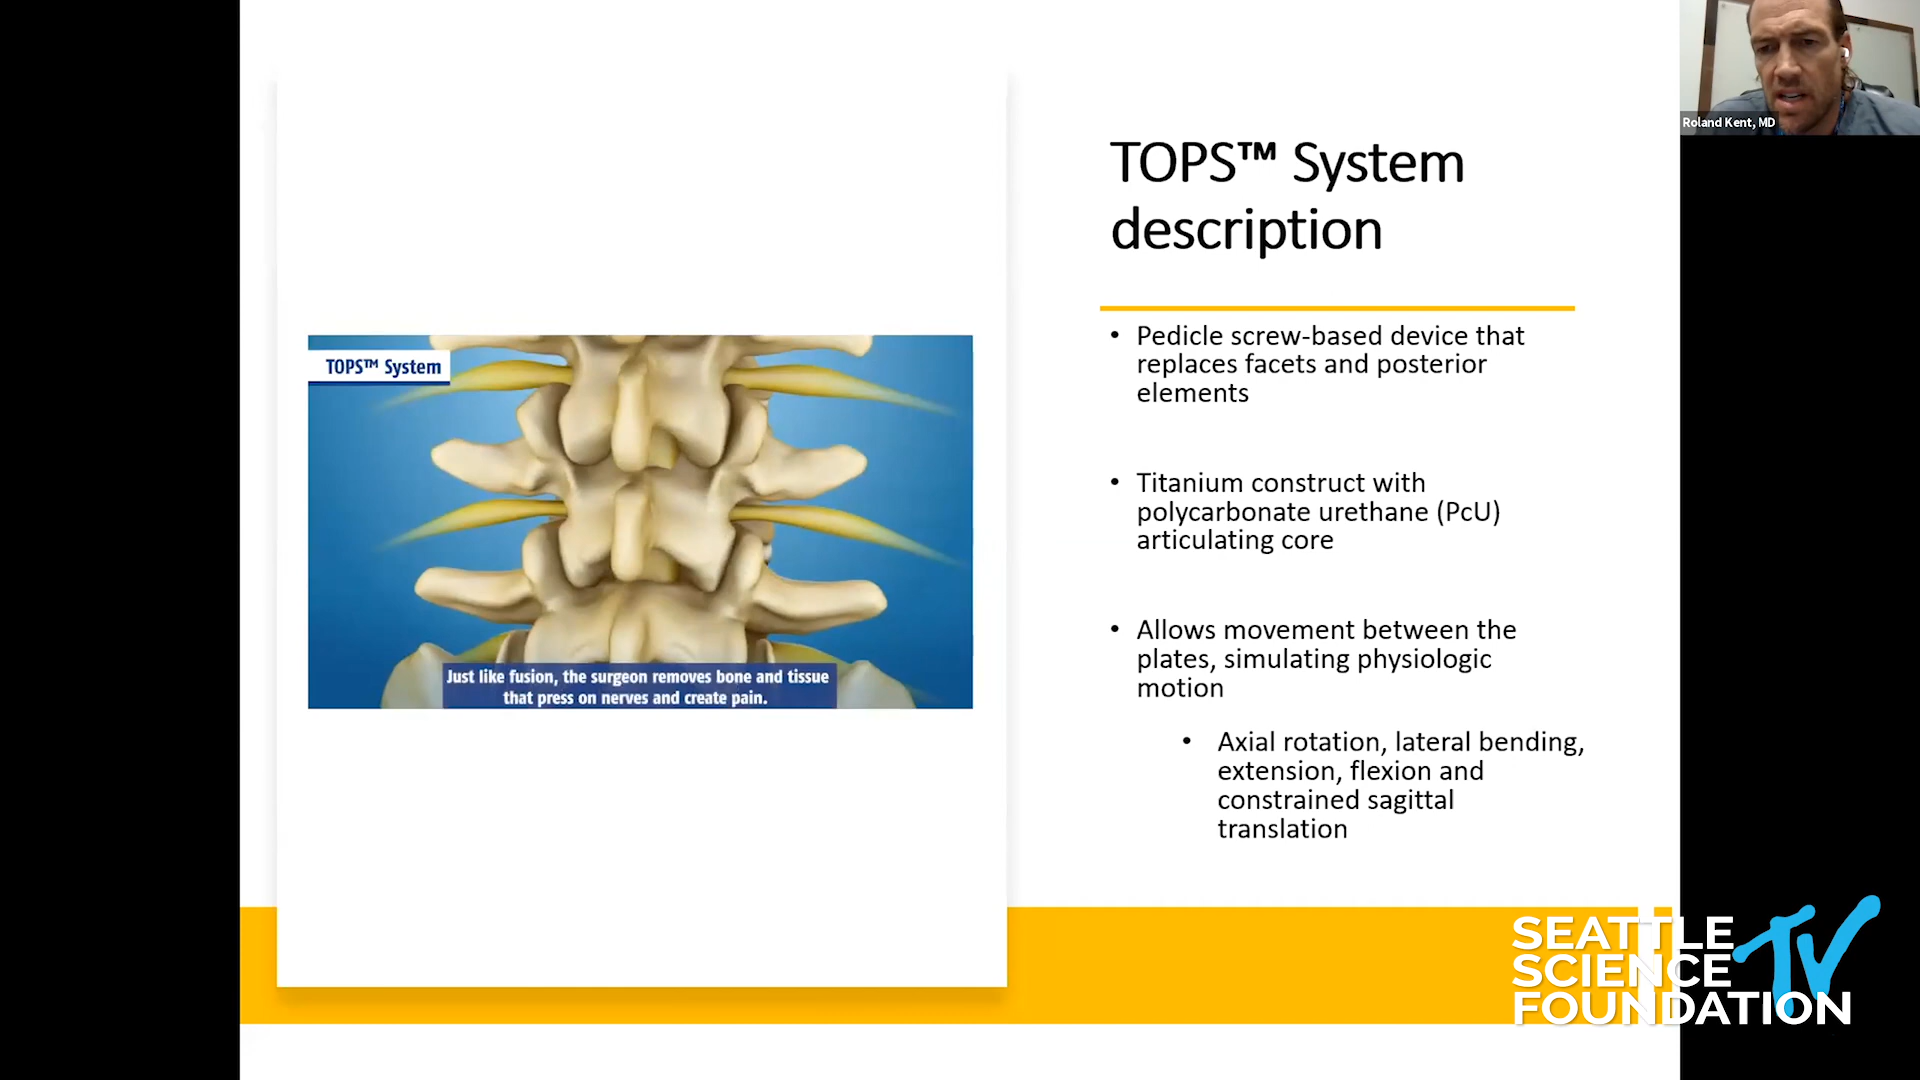 Roland Kent, MD
TOPS™ System
description
• Pedicle screw-based device that
replaces facets and posterior
elements
• Titanium construct with
polycarbonate urethane (PcU)
articulating core
• Allows movement between the
plates, simulating physiologic
motion
• Axial rotation, lateral bending,
extension, flexion and
constrained sagittal
translation
TOPS™ System
Just like fusion, the surgeon removes bone and tissue
that press on nerves and create pain.
SEATTLE
SCIENCE
FOUNDATION
TV